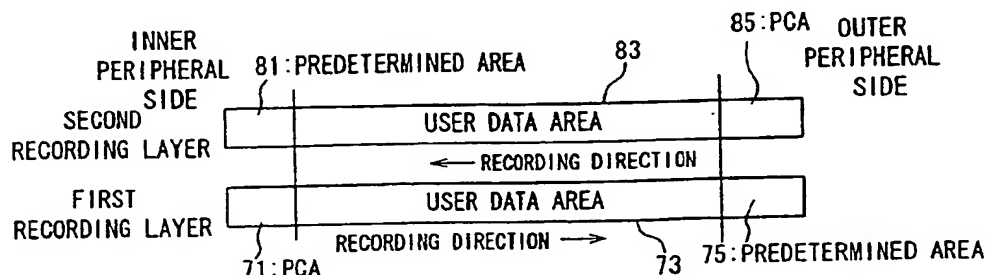 INNER
PERIPHERAL
SIDE
81:PREDETERMINED AREA
83
85:PCA
OUTER
PERIPHERAL
SIDE
SECOND
RECORDING LAYER
USER DATA AREA
← RECORDING DIRECTION
FIRST
RECORDING LAYER
USER DATA AREA
RECORDING DIRECTION →
71:PCA
73
75:PREDETERMINED AREA